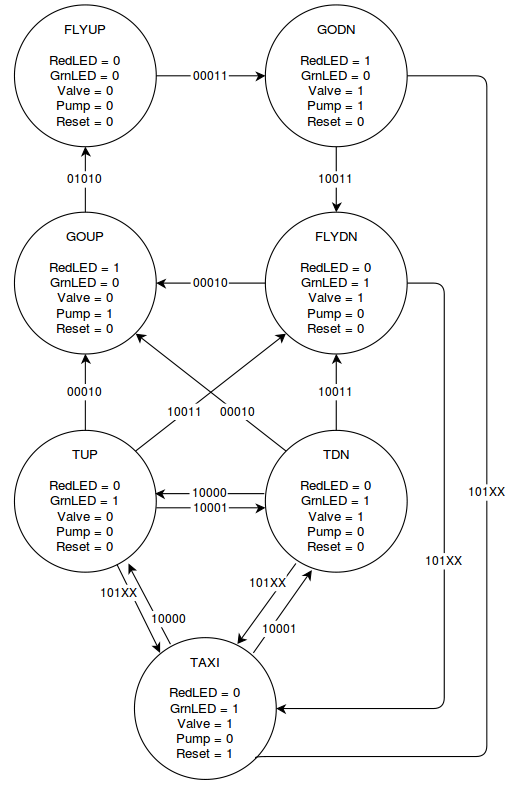 FLYUP
RedLED = 0
GrnLED = 0
Valve = 0
Pump = 0
Reset = 0
00011
GODN
RedLED = 1
GrnLED = 0
Valve = 1
Pump = 1
Reset = 0
01010
10011
GOUP
RedLED = 1
GrnLED = 0
Valve = 0
Pump = 1
Reset = 0
00010
FLYDN
RedLED = 0
GrnLED = 1
Valve = 1
Pump = 0
Reset = 0
00010
10011
00010
10011
101XX
TUP
RedLED = 0
GrnLED = 1
Valve = 0
Pump = 0
Reset = 0
10000
10001
TDN
RedLED = 0
GrnLED = 1
Valve = 1
Pump = 0
Reset = 0
101XX
101XX
101XX
10000
10001
TAXI
RedLED = 0
GrnLED = 1
Valve = 1
Pump = 0
Reset = 1